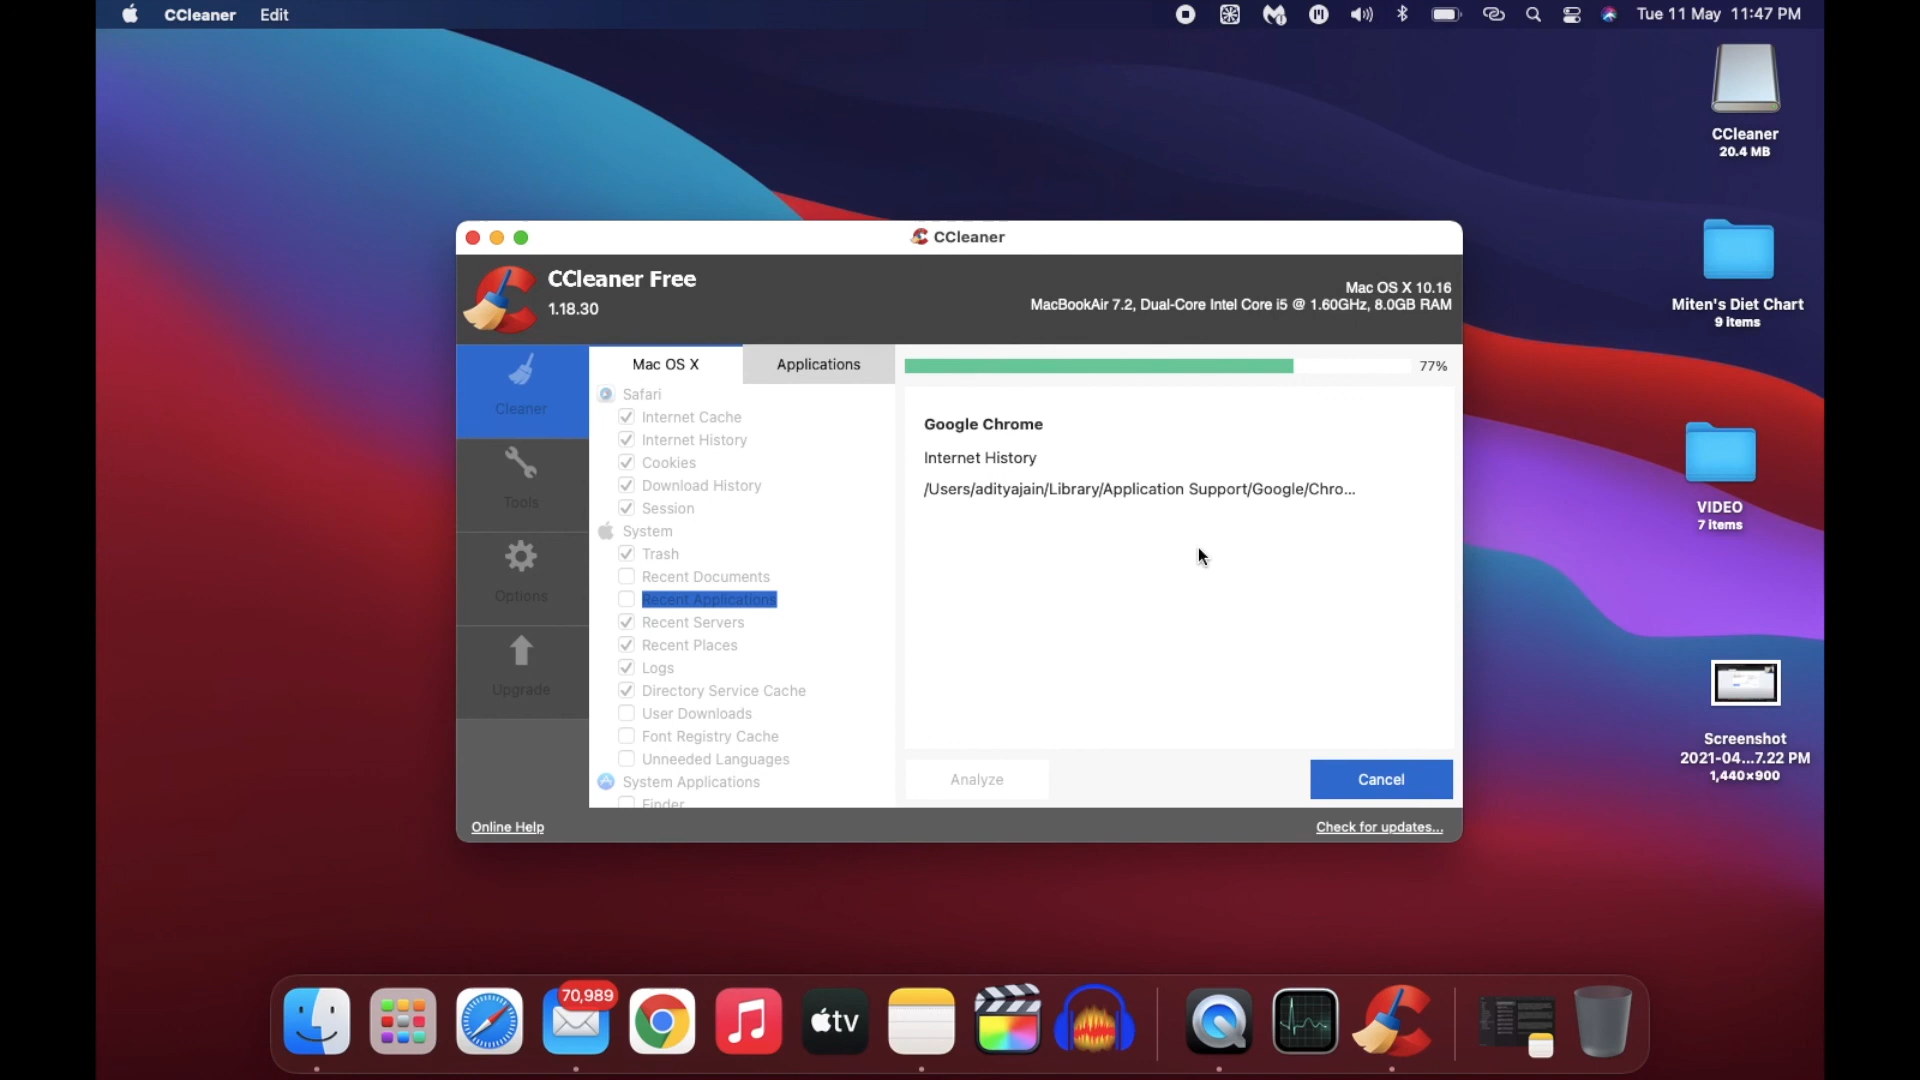 CCleaner Edit
Tue 11 May 11:47 PM
CCleaner
20.4 MB
Miten's Diet Chart
9 items
VIDEO
7 items
Screenshot
2021-04...7.22 PM
1,440×900
CCleaner
CCleaner Free
1.18.30
Mac OS X 10.16
MacBookAir 7.2, Dual-Core Intel Core i5 @ 1.60GHz, 8.0GB RAM
Cleaner
Tools
Options
Upgrade
Mac OS X
Applications
Safari
Internet Cache
Internet History
Cookies
Download History
Session
System
Trash
Recent Documents
Recent Applications
Recent Servers
Recent Places
Logs
Directory Service Cache
User Downloads
Font Registry Cache
Unneeded Languages
System Applications
Finder
77%
Google Chrome
Internet History
/Users/adityajain/Library/Application Support/Google/Chro...
Analyze
Cancel
Online Help
Check for updates...
70,989
tv